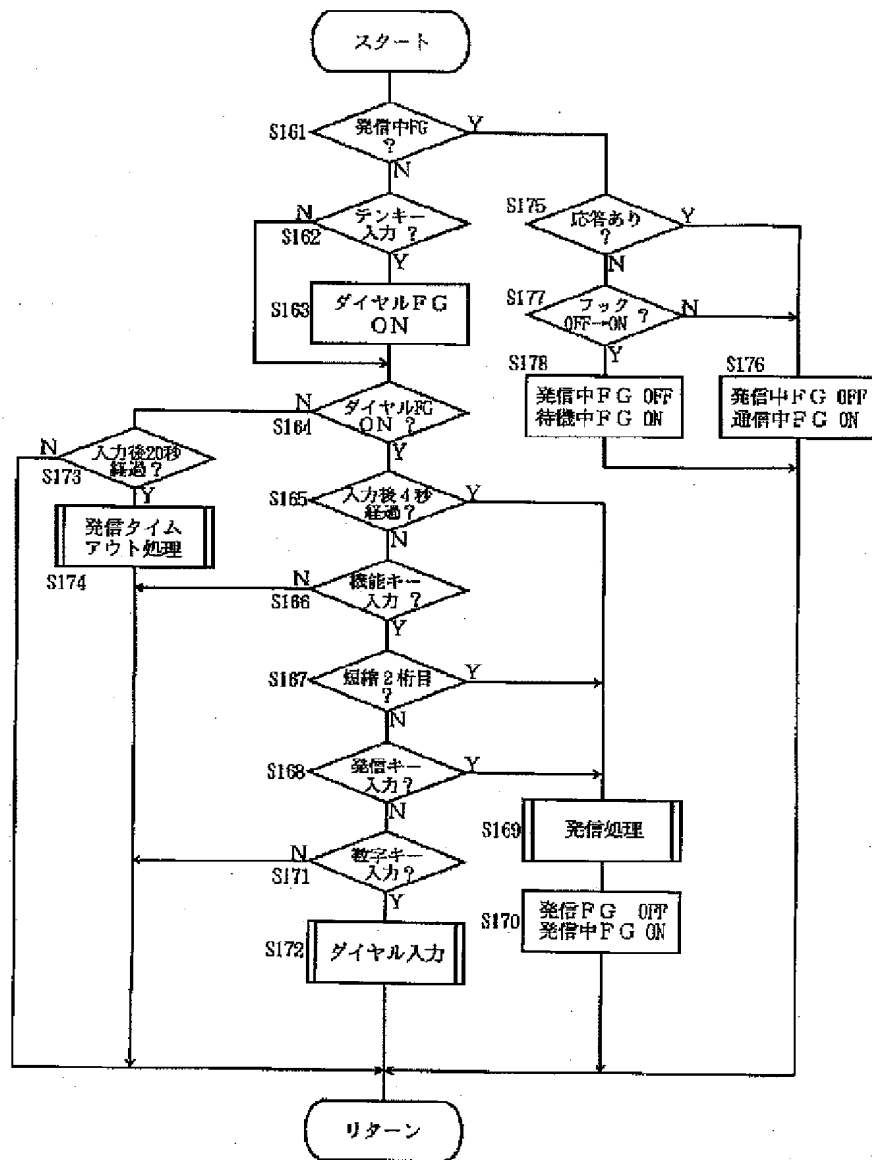 スタート
S161
発信中FG
?
Y
N
N
テンキー
入力 ?
S162
Y
S163
ダイヤルFG
ON
S175
応答あり
?
Y
N
S177
フック
OFF→ON ?
N
Y
S178
発信中FG OFF
待機中FG ON
S176
発信中FG OFF
通信中FG ON
N
ダイヤルFG
ON ?
S164
Y
N
入力後20秒
経過?
S173
Y
発信タイム
アウト処理
S174
S165
入力後4秒
経過?
Y
N
N
機能キー
入力 ?
S166
Y
S167
短縮2桁目
?
Y
N
S168
発信キー
入力?
Y
N
S169
発信処理
S170
発信FG OFF
発信中FG ON
N
数字キー
入力?
S171
Y
S172
ダイヤル入力
リターン